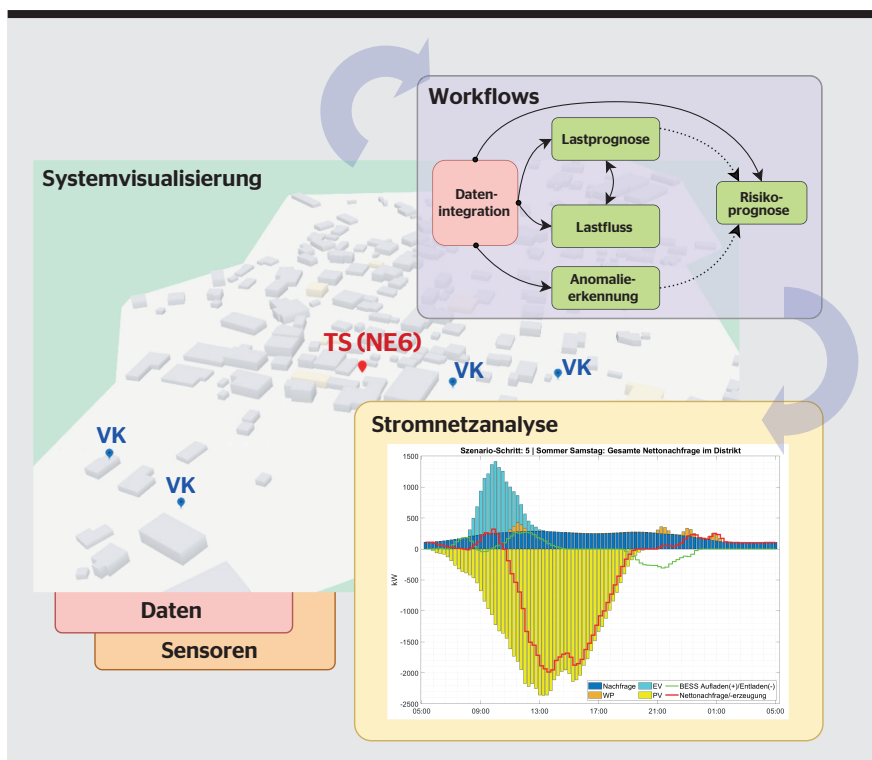 Workflows
Lastprognose
Daten-
integration
Risiko-
prognose
Lastfluss
Anomalie-
erkennung
Systemvisualisierung
TS (NE6)
VK
VK
VK
VK
Daten
Sensoren
Stromnetzanalyse
Szenario-Schritt: 5 | Sommer Samstag: Gesamte Nettonachfrage im Distrikt
1500
1000
500
0
-500
-1000
-1500
-2000
-2500
kW
Nachfrage
WP
EV
PV
BESS Aufladen(+)/Entladen(-)
Nettonachfrage/-erzeugung
05:00 09:00 13:00 17:00 21:00 01:00 05:00